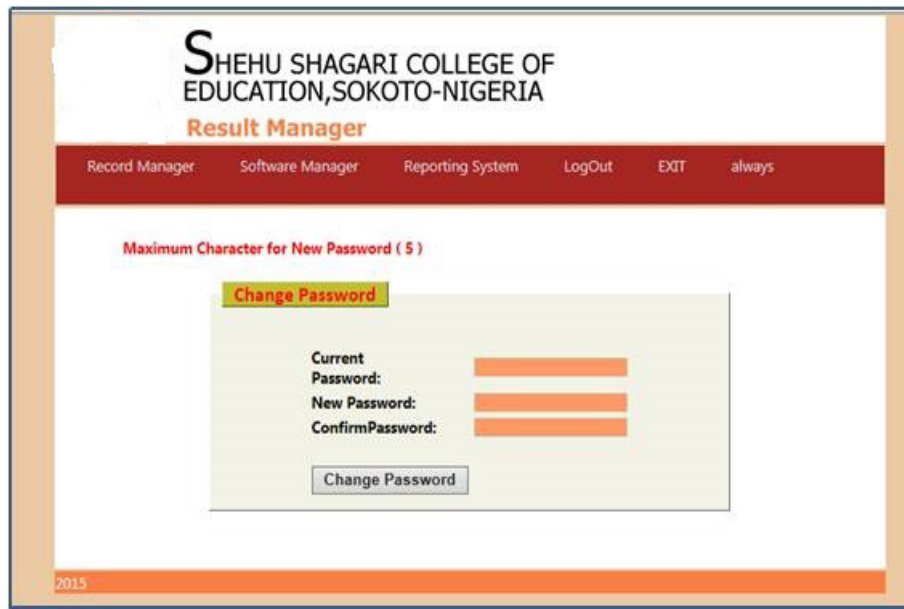 SHEHU SHAGARI COLLEGE OF
EDUCATION,SOKOTO-NIGERIA
Result Manager
Record Manager Software Manager Reporting System LogOut EXIT always
Maximum Character for New Password ( 5 )
Change Password
Current
Password:
New Password:
ConfirmPassword:
Change Password
2015